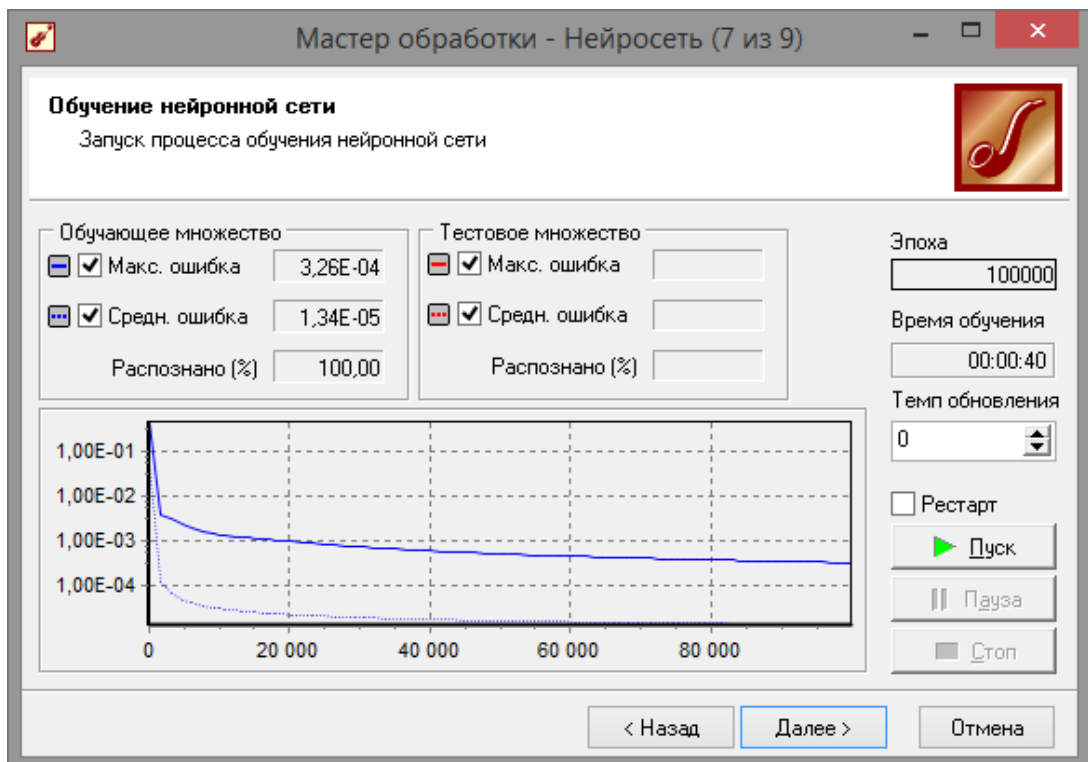 Мастер обработки - Нейросеть (7 из 9)
Обучение нейронной сети
Запуск процесса обучения нейронной сети
Обучающее множество
Макс. ошибка 3,26E-04
Средн. ошибка 1,34E-05
Распознано (%) 100,00
Тестовое множество
Макс. ошибка
Средн. ошибка
Распознано (%)
Эпоха
100000
Время обучения
00:00:40
Темп обновления
0
Рестарт
Пуск
Пауза
Стоп
1,00E-01
1,00E-02
1,00E-03
1,00E-04
0 20 000 40 000 60 000 80 000
< Назад Далее > Отмена